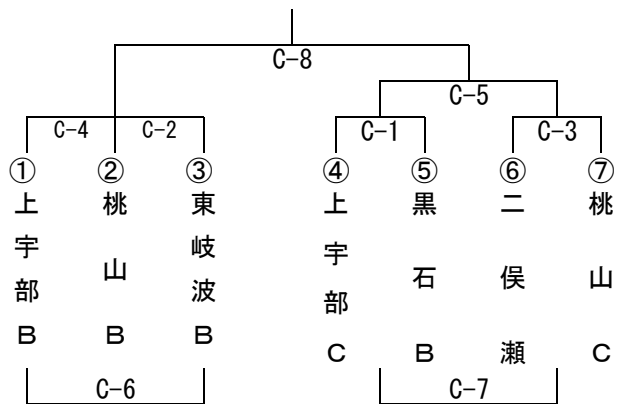 C-8
C-5
C-4
C-2
C-1
C-3
① ② ③ ④ ⑤ ⑥ ⑦
上宇部B
桃山B
東岐波B
上宇部C
黒石B
二俣瀬
桃山C
C-6
C-7